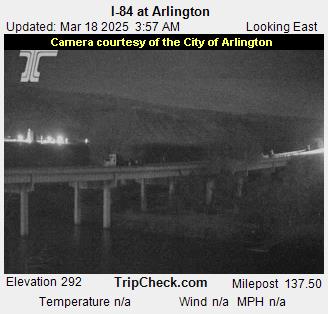 I-84 at Arlington
Updated: Mar 18 2025  3:57 AM Looking East
Camera courtesy of the City of Arlington
Elevation 292 TripCheck.com Milepost 137.50
Temperature n/a Wind n/a MPH n/a